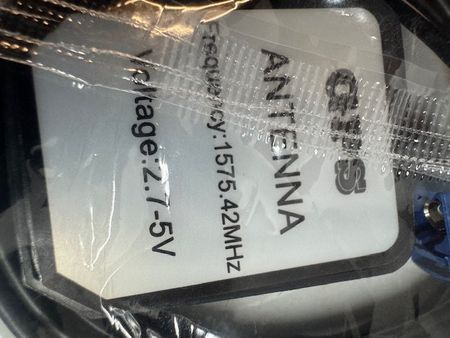 GPS
ANTENNA
Frequency:1575.42MHz
Voltage:2.7-5V